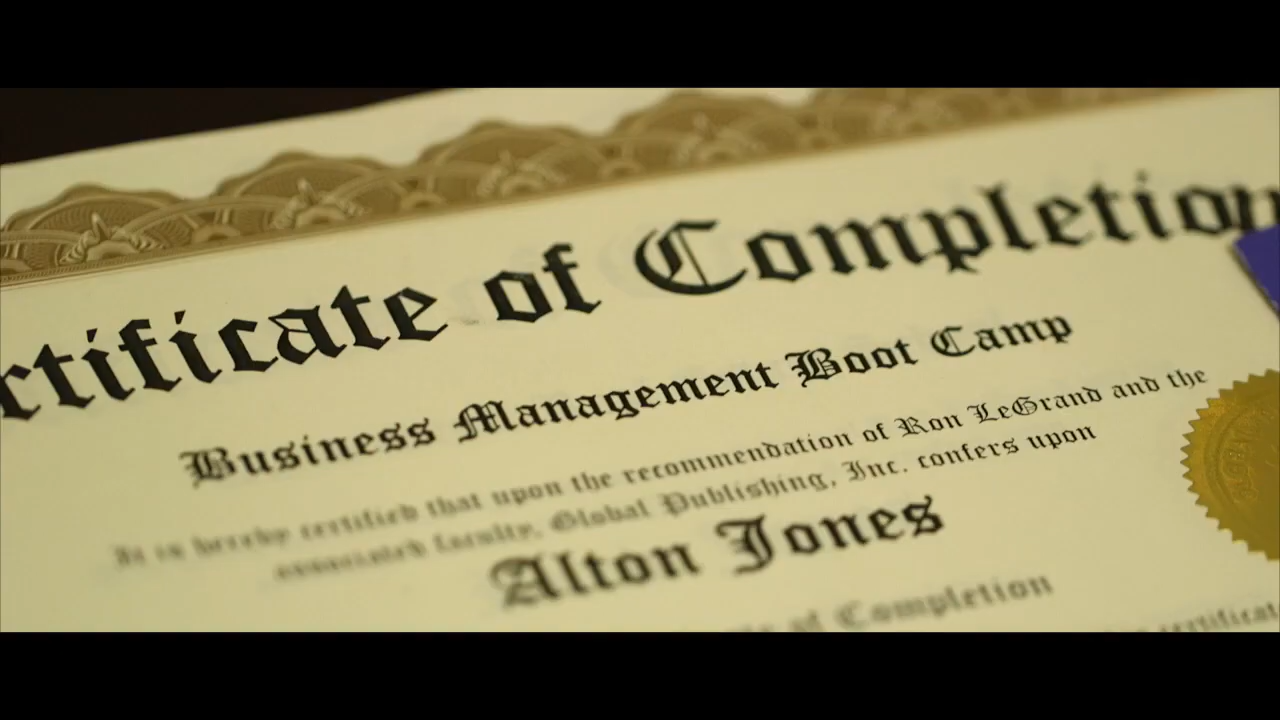 rtificate of Completion
Business Management Boot Camp
It is hereby certified that upon the recommendation of Ron LeGrand and the
associated faculty, Global Publishing, Inc. confers upon
Alton Jones
of Completion
certificat